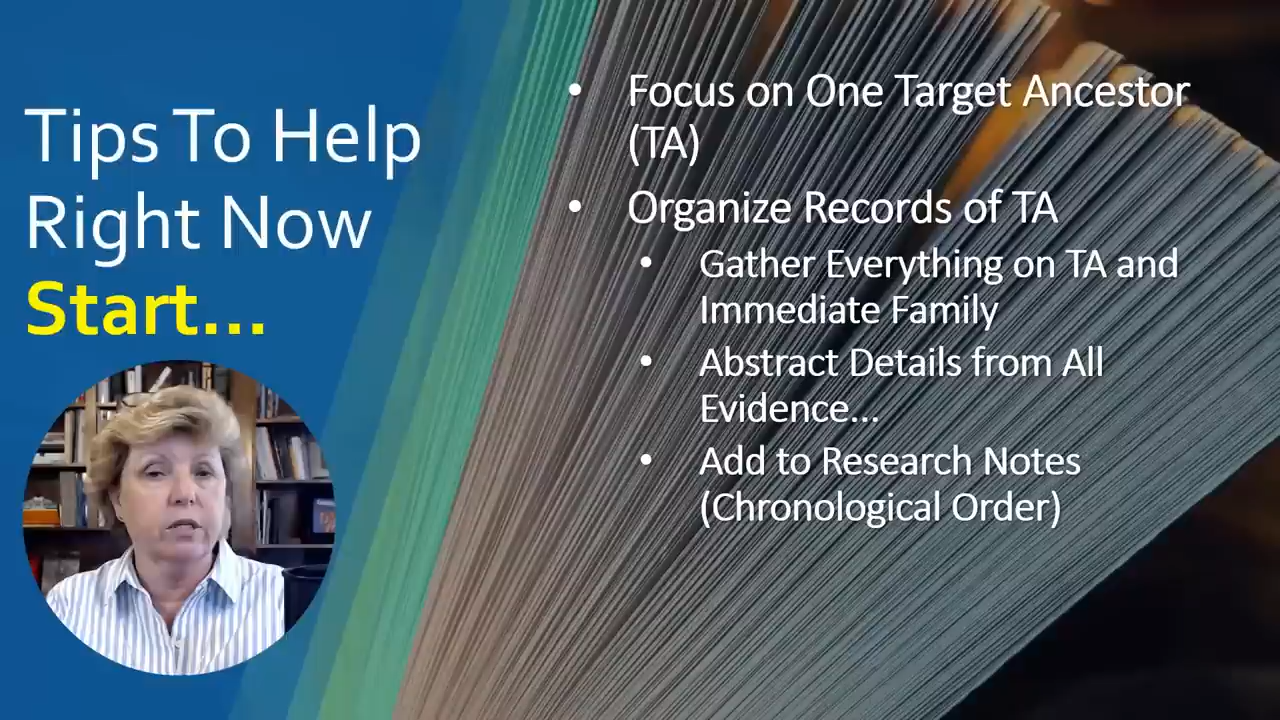 Tips To Help
Right Now
Start...
• Focus on One Target Ancestor
(TA)
• Organize Records of TA
• Gather Everything on TA and
Immediate Family
• Abstract Details from All
Evidence...
• Add to Research Notes
(Chronological Order)